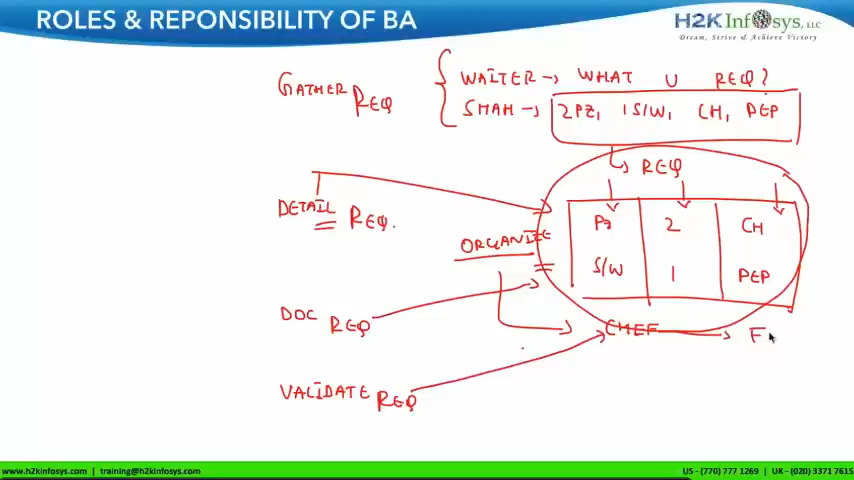 ROLES & REPONSIBILITY OF BA
H2K Infosys, LLC
Dream, Strive & Achieve Victory
GATHER REQ
WAITER → WHAT U REQ?
SHAH → 2PZ, 1S/W, CH, PEP
REQ
DETAIL REQ.
ORGANIZE
PZ 2 CH
S/W 1 PEP
DOC REQ
CHEF → F
VALIDATE REQ
www.h2kinfosys.com | training@h2kinfosys.com
US - (770) 777 1269 | UK - (020) 3371 7615